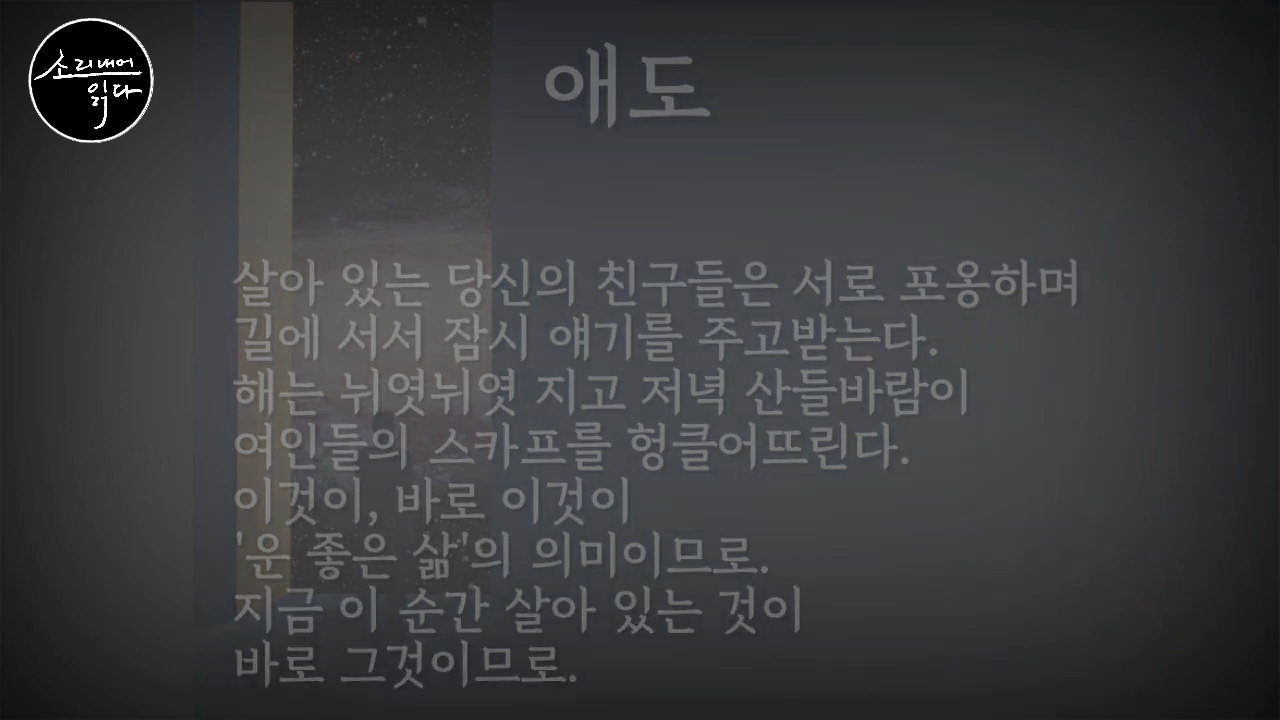 소리내어
읽다
애도
살아 있는 당신의 친구들은 서로 포옹하며
길에 서서 잠시 얘기를 주고받는다.
해는 뉘엿뉘엿 지고 저녁 산들바람이
여인들의 스카프를 헝클어뜨린다.
이것이, 바로 이것이
'운 좋은 삶'의 의미이므로.
지금 이 순간 살아 있는 것이
바로 그것이므로.